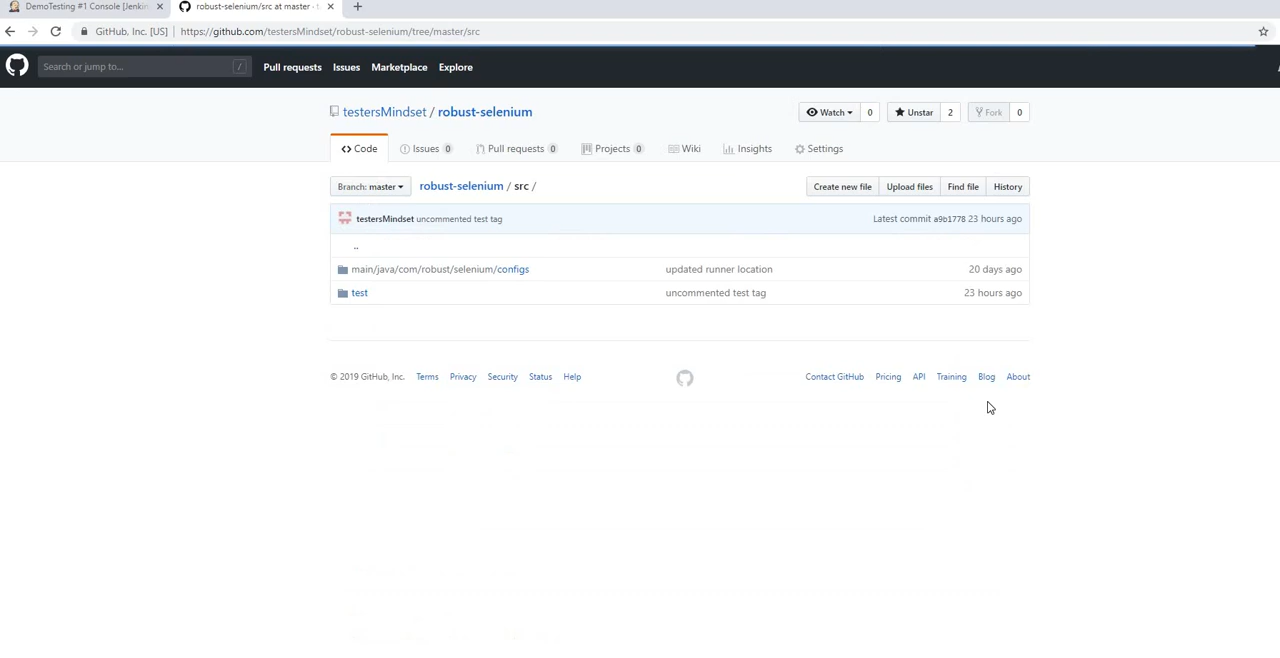 DemoTesting #1 Console [Jenkin
robust-selenium/src at master ·
GitHub, Inc. [US] https://github.com/testersMindset/robust-selenium/tree/master/src
Search or jump to... / Pull requests Issues Marketplace Explore
testersMindset / robust-selenium Watch 0 Unstar 2 Fork 0
Code Issues 0 Pull requests 0 Projects 0 Wiki Insights Settings
Branch: master robust-selenium / src / Create new file Upload files Find file History
testersMindset uncommented test tag Latest commit a9b1778 23 hours ago
..
main/java/com/robust/selenium/configs updated runner location 20 days ago
test uncommented test tag 23 hours ago
© 2019 GitHub, Inc. Terms Privacy Security Status Help Contact GitHub Pricing API Training Blog About